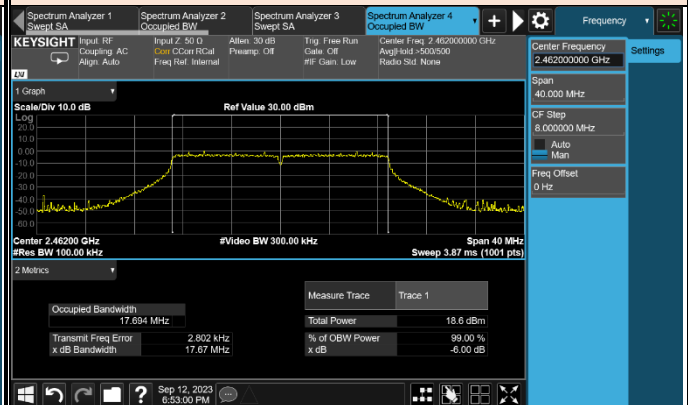 Spectrum Analyzer 1
Swept SA
Spectrum Analyzer 2
Occupied BW
Spectrum Analyzer 3
Swept SA
Spectrum Analyzer 4
Occupied BW
Frequency
KEYSIGHT
Input: RF
Coupling: AC
Align: Auto
Input Z: 50 Ω
Corr CCorr RCal
Freq Ref: Internal
Atten: 30 dB
Preamp: Off
Trig: Free Run
Gate: Off
#IF Gain: Low
Center Freq: 2.462000000 GHz
Avg|Hold:>500/500
Radio Std: None
LXI
Center Frequency
2.462000000 GHz
Settings
Span
40.000 MHz
CF Step
8.000000 MHz
Auto
Man
Freq Offset
0 Hz
1 Graph
Scale/Div 10.0 dB
Ref Value 30.00 dBm
Log
20.0
10.0
0.00
-10.0
-20.0
-30.0
-40.0
-50.0
-60.0
Center 2.46200 GHz
#Video BW 300.00 kHz
Span 40 MHz
#Res BW 100.00 kHz
Sweep 3.87 ms (1001 pts)
2 Metrics
Measure Trace
Trace 1
Occupied Bandwidth
17.694 MHz
Total Power
18.6 dBm
Transmit Freq Error
2.802 kHz
% of OBW Power
99.00 %
x dB Bandwidth
17.67 MHz
x dB
-6.00 dB
?
Sep 12, 2023
6:53:00 PM